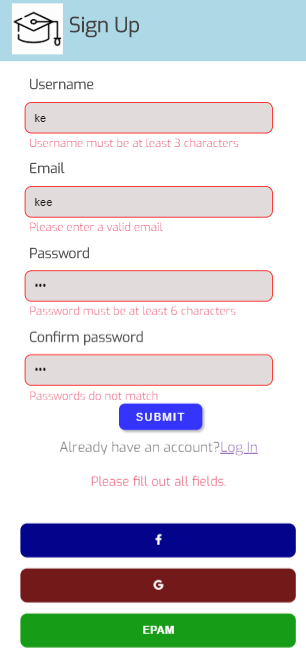 Sign Up
Username
ke
Username must be at least 3 characters
Email
kee
Please enter a valid email
Password
•••
Password must be at least 6 characters
Confirm password
•••
Passwords do not match
SUBMIT
Already have an account?Log In
Please fill out all fields.
f
G
EPAM